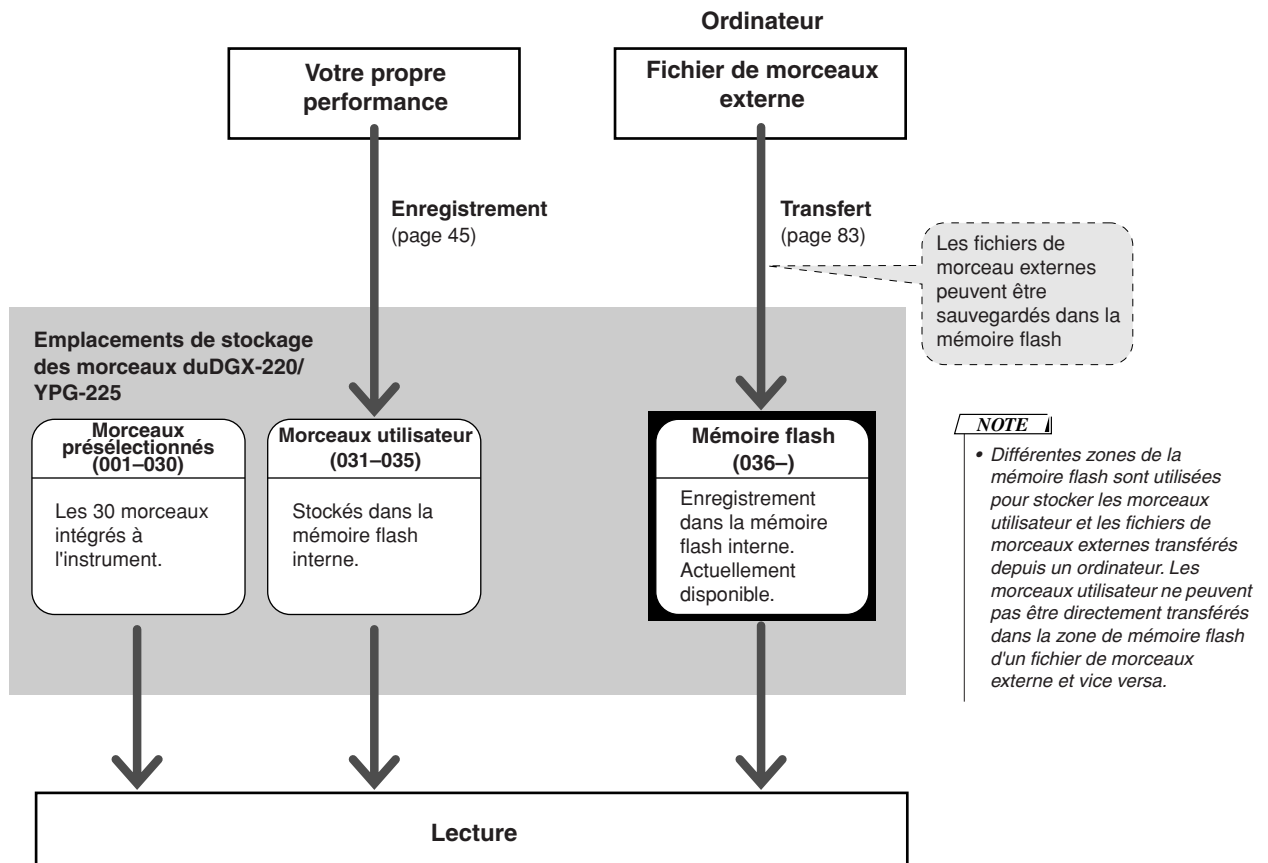 Ordinateur
Votre propre
performance
Fichier de morceaux
externe
Enregistrement
(page 45)
Transfert
(page 83)
Les fichiers de
morceau externes
peuvent être
sauvegardés dans la
mémoire flash
Emplacements de stockage
des morceaux duDGX-220/
YPG-225
Morceaux
présélectionnés
(001–030)
Les 30 morceaux
intégrés à
l'instrument.
Morceaux utilisateur
(031–035)
Stockés dans la
mémoire flash
interne.
Mémoire flash
(036–)
Enregistrement
dans la mémoire
flash interne.
Actuellement
disponible.
NOTE
• Différentes zones de la
mémoire flash sont utilisées
pour stocker les morceaux
utilisateur et les fichiers de
morceaux externes transférés
depuis un ordinateur. Les
morceaux utilisateur ne peuvent
pas être directement transférés
dans la zone de mémoire flash
d'un fichier de morceaux
externe et vice versa.
Lecture